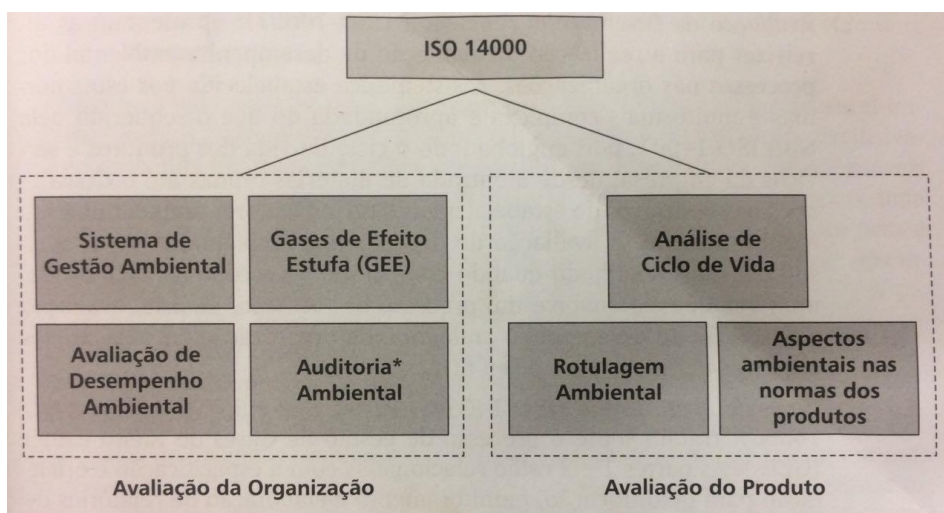 ISO 14000
Sistema de
Gestão Ambiental
Gases de Efeito
Estufa (GEE)
Avaliação de
Desempenho
Ambiental
Auditoria*
Ambiental
Avaliação da Organização
Análise de
Ciclo de Vida
Rotulagem
Ambiental
Aspectos
ambientais nas
normas dos
produtos
Avaliação do Produto